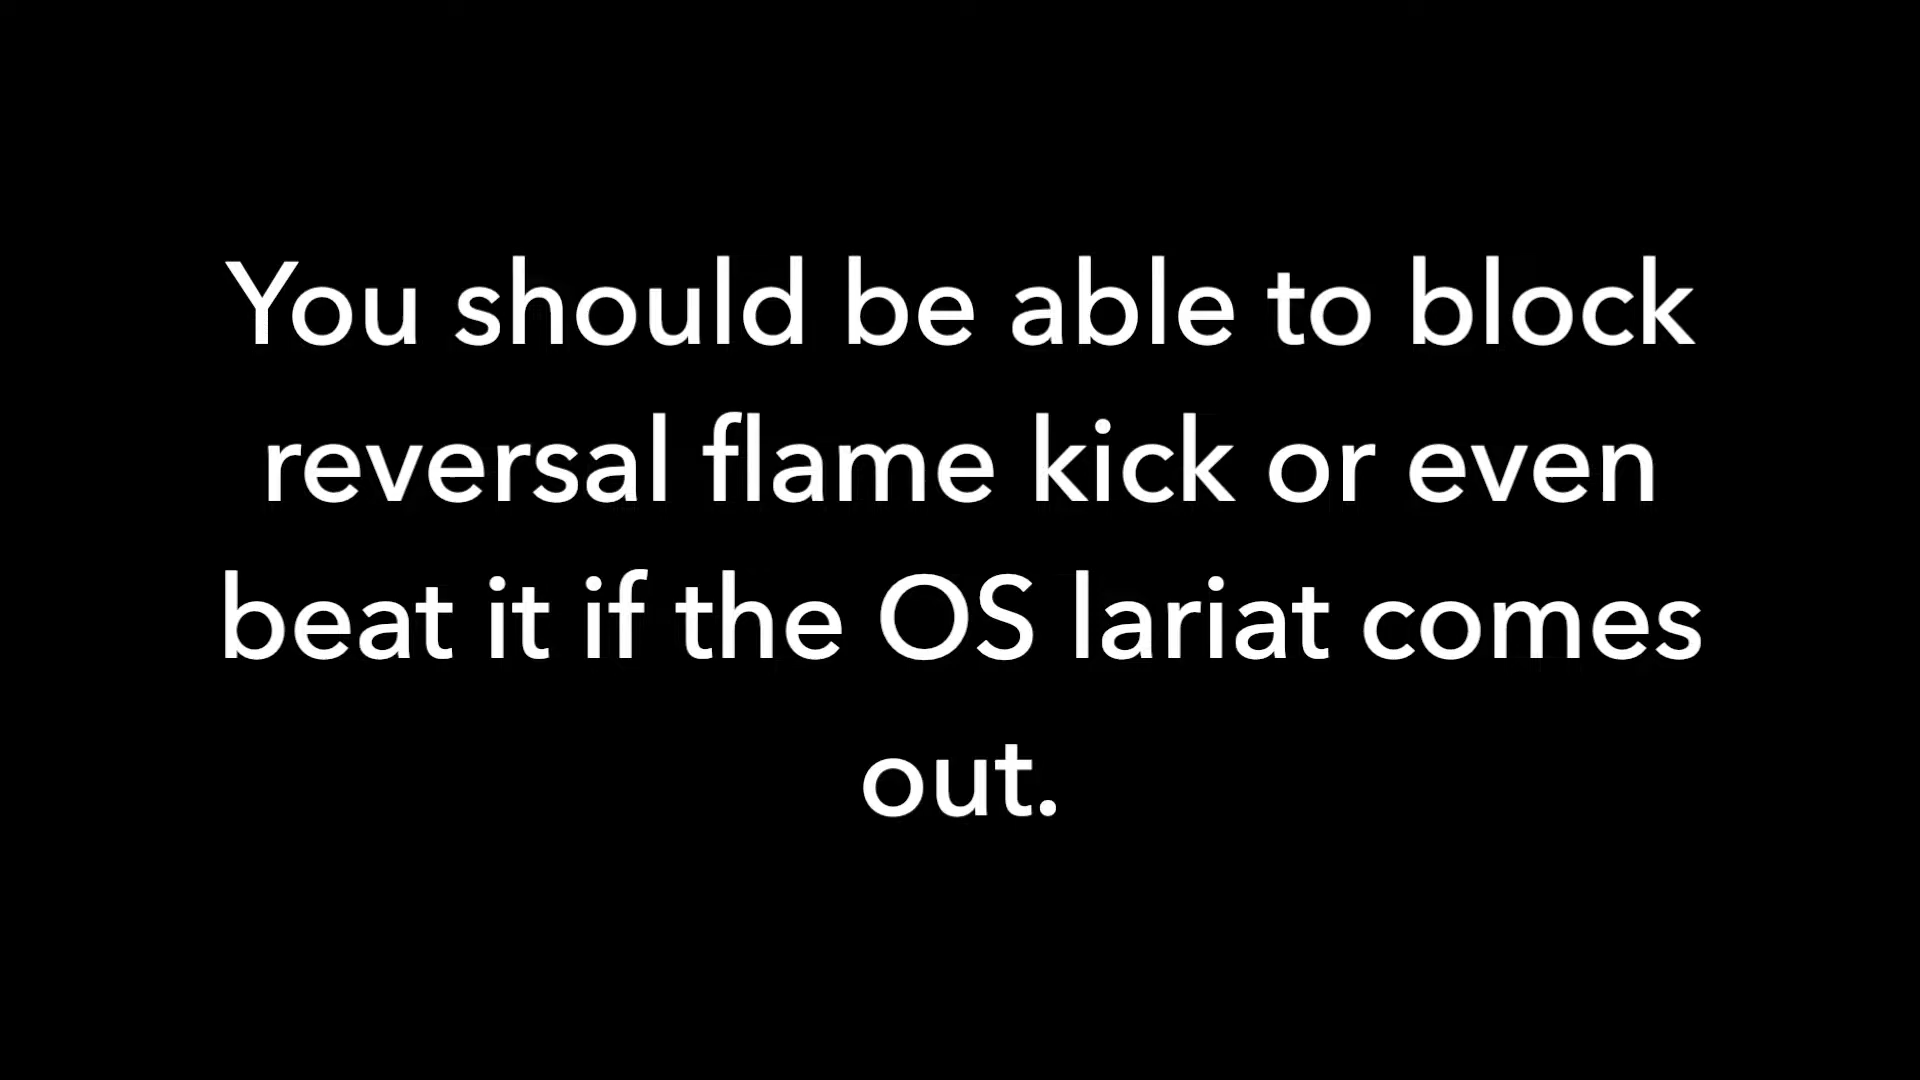 You should be able to block
reversal flame kick or even
beat it if the OS lariat comes
out.